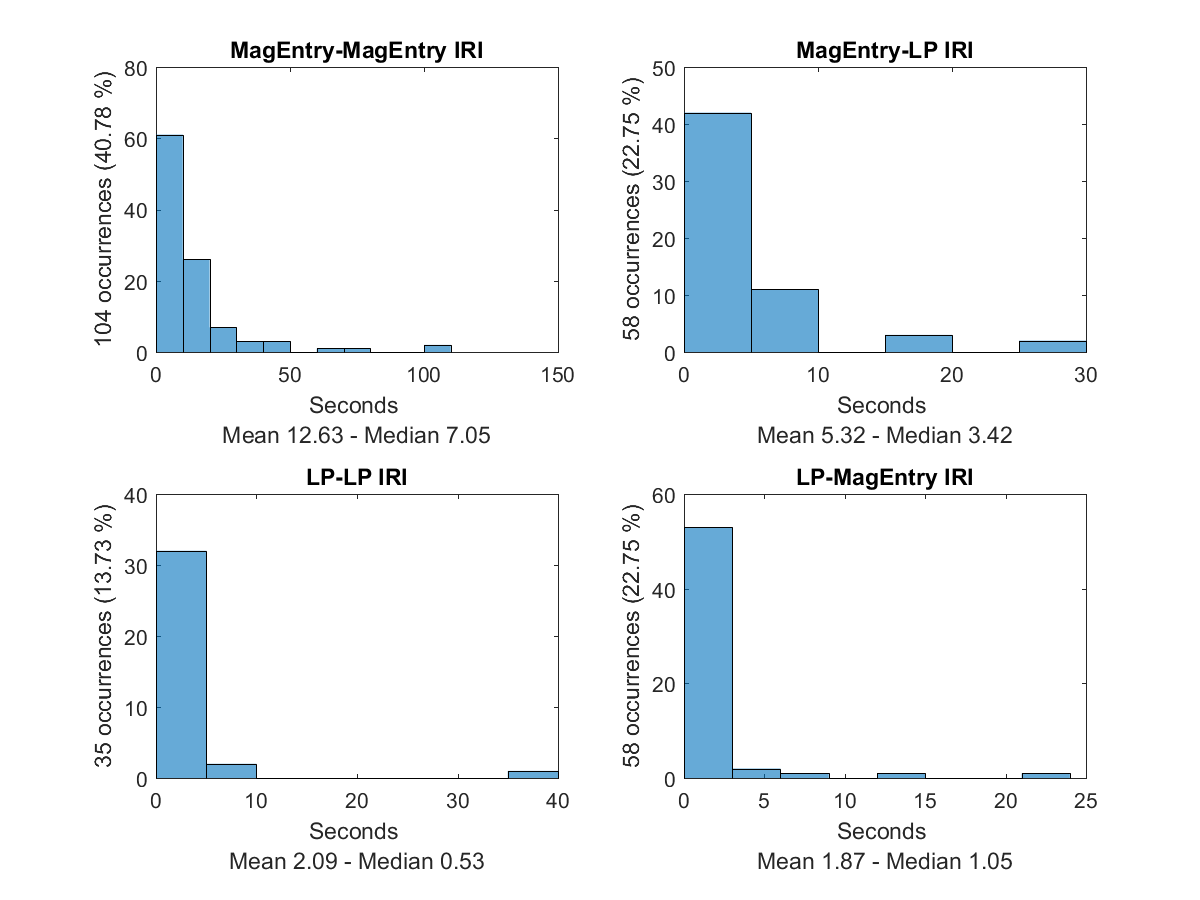 MagEntry-MagEntry IRI
80
60
40
20
0
104 occurrences (40.78 %)
0 50 100 150
Seconds
Mean 12.63 - Median 7.05
MagEntry-LP IRI
50
40
30
20
10
0
58 occurrences (22.75 %)
0 10 20 30
Seconds
Mean 5.32 - Median 3.42
LP-LP IRI
40
30
20
10
0
35 occurrences (13.73 %)
0 10 20 30 40
Seconds
Mean 2.09 - Median 0.53
LP-MagEntry IRI
60
40
20
0
58 occurrences (22.75 %)
0 5 10 15 20 25
Seconds
Mean 1.87 - Median 1.05